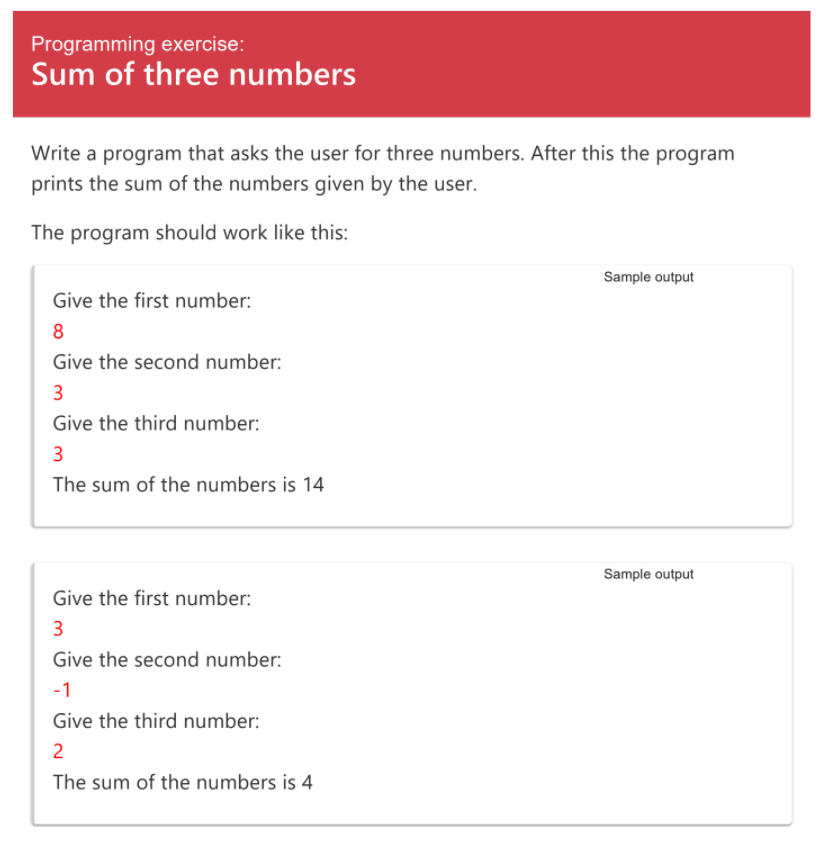 Programming exercise:
Sum of three numbers
Write a program that asks the user for three numbers. After this the program
prints the sum of the numbers given by the user.
The program should work like this:
Sample output
Give the first number:
8
Give the second number:
3
Give the third number:
3
The sum of the numbers is 14
Sample output
Give the first number:
3
Give the second number:
-1
Give the third number:
2
The sum of the numbers is 4